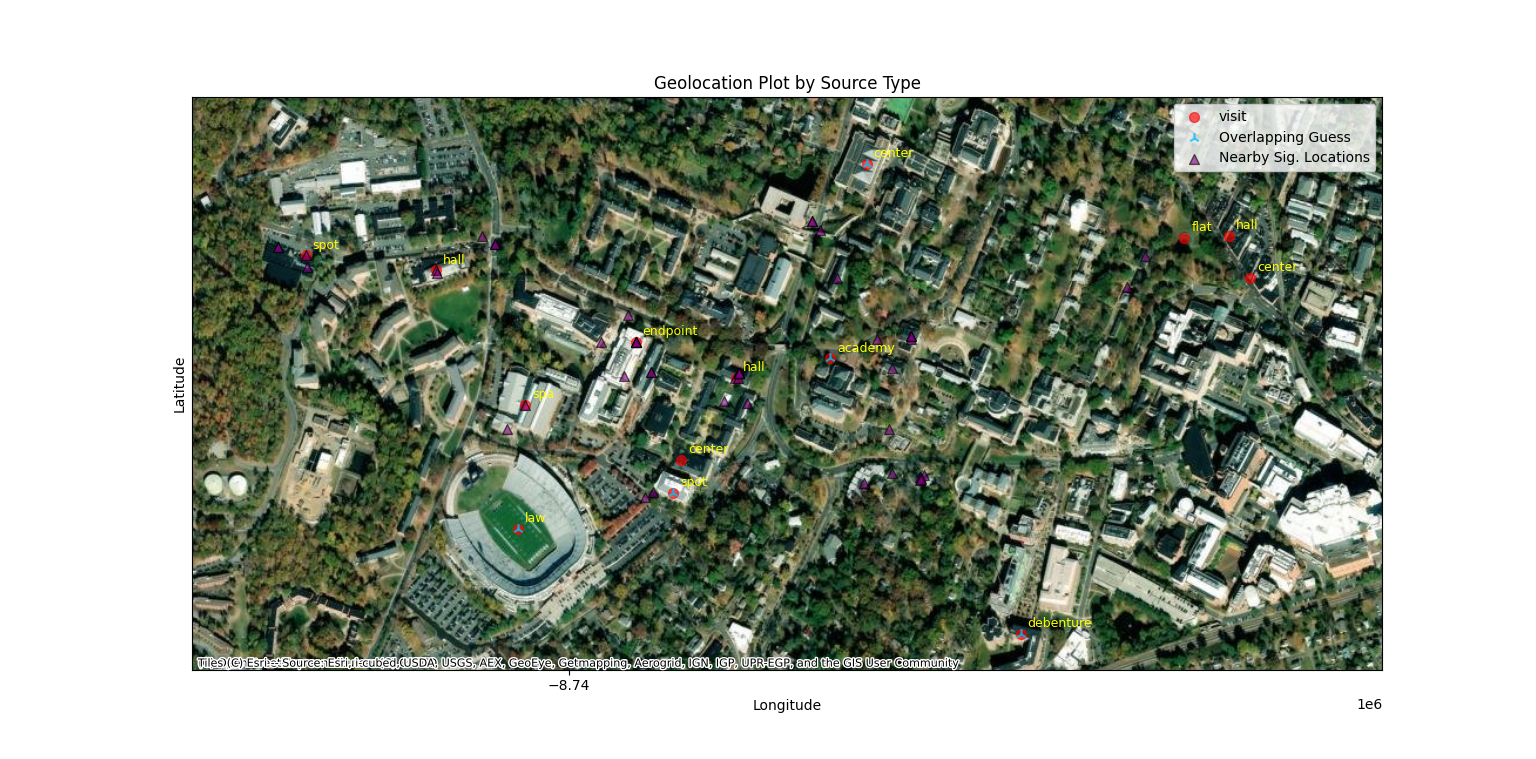 Geolocation Plot by Source Type
visit
Overlapping Guess
Nearby Sig. Locations
center
flat
hall
spot
hall
center
endpoint
academy
hall
spa
center
spot
law
debenture
Latitude
Tiles (C) Esri
Source: Esri, i-cubed, USDA, USGS, AEX, GeoEye, Getmapping, Aerogrid, IGN, IGP, UPR-EGP, and the GIS User Community
−8.74
Longitude
1e6